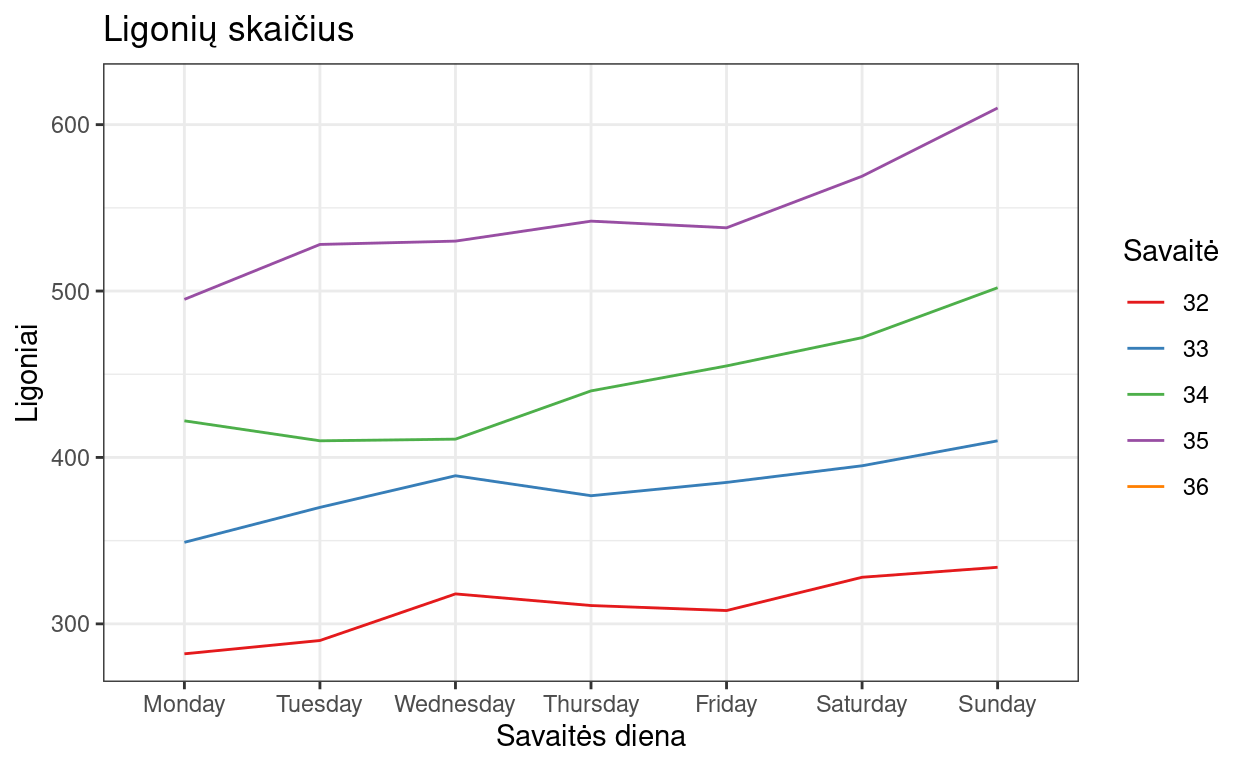 Ligonių skaičius
600
500
400
300
Ligoniai
Monday Tuesday Wednesday Thursday Friday Saturday Sunday
Savaitės diena
Savaitė
32
33
34
35
36